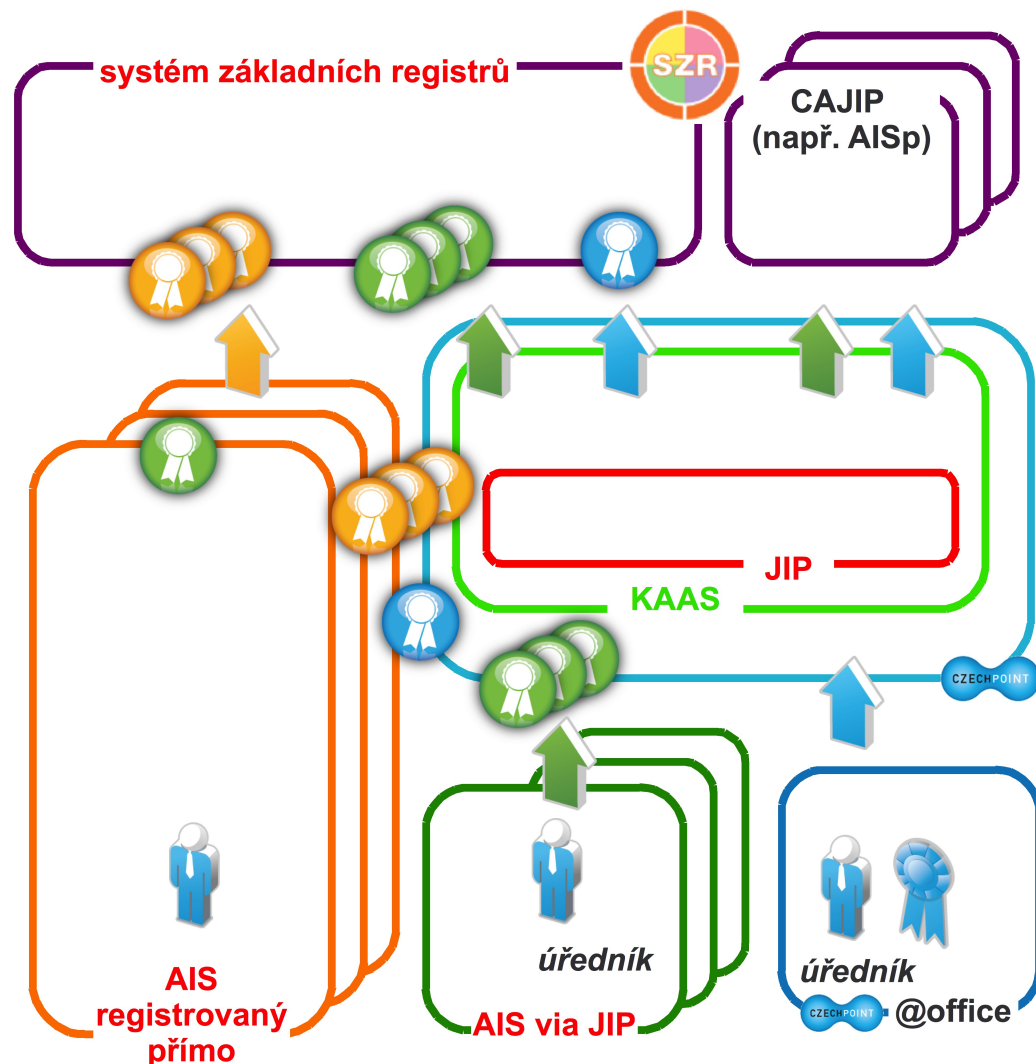 systém základních registrů
SZR
CAJIP
(např. AISp)
JIP
KAAS
CZECHPOINT
úředník
úředník
AIS
registrovaný
přímo
AIS via JIP
CZECHPOINT @office